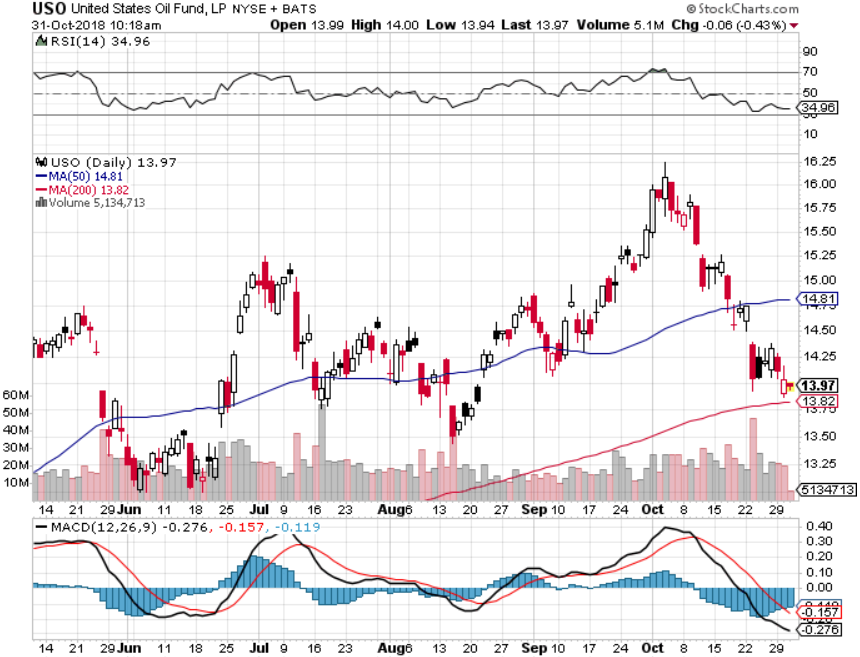 USO United States Oil Fund, LP NYSE + BATS
© StockCharts.com
31-Oct-2018 10:18am
Open 13.99 High 14.00 Low 13.94 Last 13.97 Volume 5.1M Chg -0.06 (-0.43%)
RSI(14) 34.96
90
70
50
34.96
30
10
USO (Daily) 13.97
MA(50) 14.81
MA(200) 13.82
Volume 5,134,713
16.25
16.00
15.75
15.50
15.25
15.00
14.81
14.75
14.50
14.25
13.97
13.82
13.75
13.50
13.25
5134713
60M
50M
40M
30M
20M
10M
14 21 29 Jun 11 18 25 Jul 9 16 23 Aug 6 13 20 27 Sep 10 17 24 Oct 8 15 22 29
MACD(12,26,9) -0.276, -0.157, -0.119
0.40
0.30
0.20
0.10
0.00
-0.157
-0.276
14 21 29 Jun 11 18 25 Jul 9 16 23 Aug 6 13 20 27 Sep 10 17 24 Oct 8 15 22 29